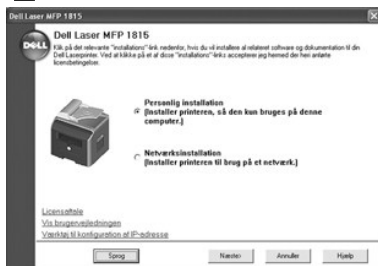 Dell Laser MFP 1815
DELL
Dell Laser MFP 1815
Klik på det relevante "installations"-link nedenfor, hvis du vil installere al relateret software og dokumentation til din
Dell Laserprinter. Ved at klikke på et af disse "installations"-links accepterer jeg hermed der heri anførte
licensbetingelser.
Personlig installation
(Installer printeren, så den kun bruges på denne
computer.)
Netværksinstallation
(Installer printeren til brug på et netværk.)
Licensaftale
Vis brugervejledningen
Værktøj til konfiguration af IP-adresse
Sprog
Næste>
Annuller
Hjælp